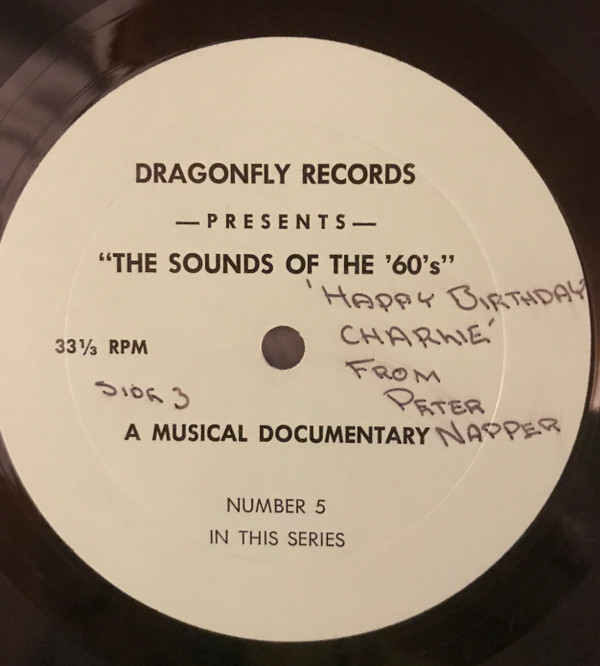 DRAGONFLY RECORDS
—PRESENTS—
“THE SOUNDS OF THE ’60’s”
'HAPPY BIRTHDAY
CHARLIE'
33⅓ RPM
FROM
SIDE 3
PETER
A MUSICAL DOCUMENTARY NAPPER
NUMBER 5
IN THIS SERIES